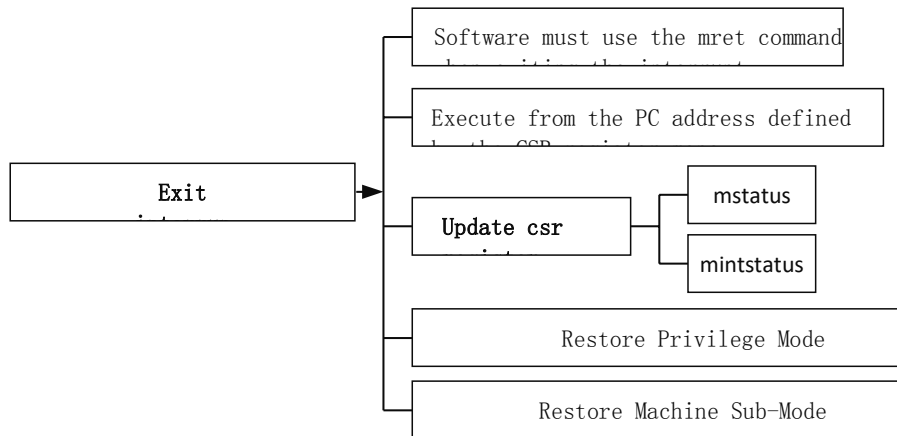 Software must use the mret command
Execute from the PC address defined
Exit
Update csr
mstatus
mintstatus
Restore Privilege Mode
Restore Machine Sub-Mode